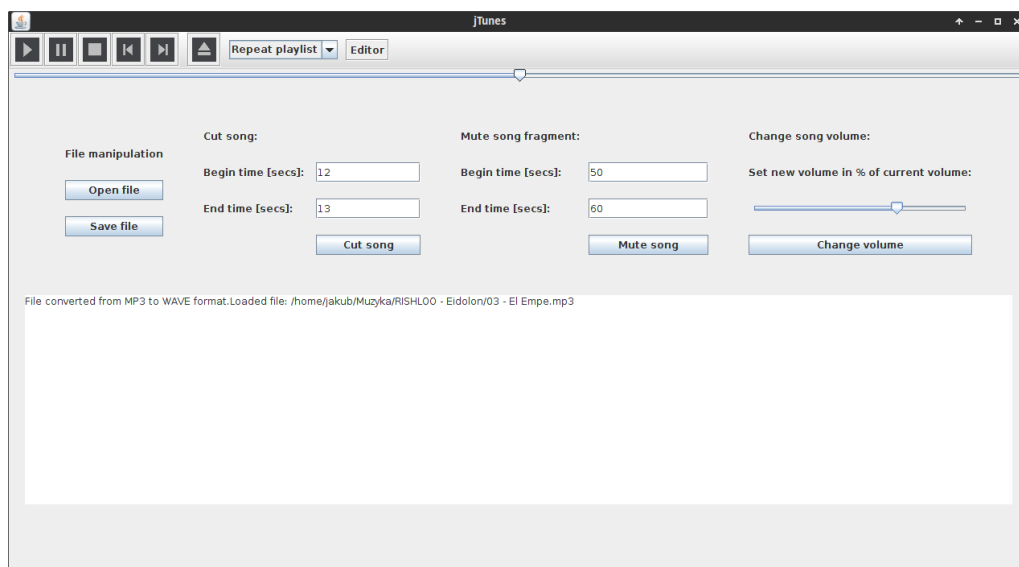 jTunes
Repeat playlist Editor
File manipulation
Open file
Save file
Cut song:
Begin time [secs]: 12
End time [secs]: 13
Cut song
Mute song fragment:
Begin time [secs]: 50
End time [secs]: 60
Mute song
Change song volume:
Set new volume in % of current volume:
Change volume
File converted from MP3 to WAVE format.Loaded file: /home/jakub/Muzyka/RISHLOO - Eidolon/03 - El Empe.mp3